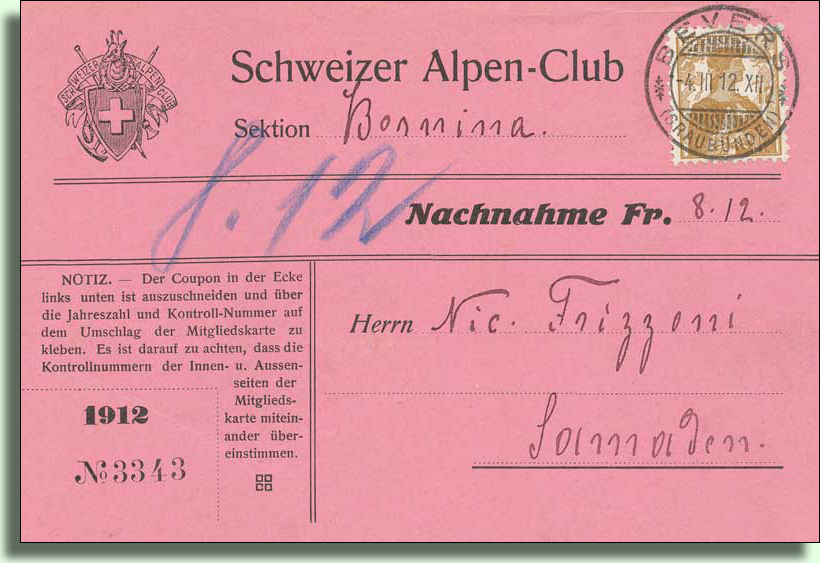 SCHWEIZER ALPEN CLUB
Schweizer Alpen-Club
Sektion Bernina.
BEVERS
-4.III.12.XII
(GRAUBÜNDEN)
8.12
Nachnahme Fr. 8.12.
NOTIZ. — Der Coupon in der Ecke
links unten ist auszuschneiden und über
die Jahreszahl und Kontroll-Nummer auf
dem Umschlag der Mitgliedskarte zu
kleben. Es ist darauf zu achten, dass die
Kontrollnummern der Innen- u. Aussen-
seiten der
Mitglieds-
karte mitein-
ander über-
einstimmen.
1912
No 3343
Herrn Nic. Frizzoni
Samaden.